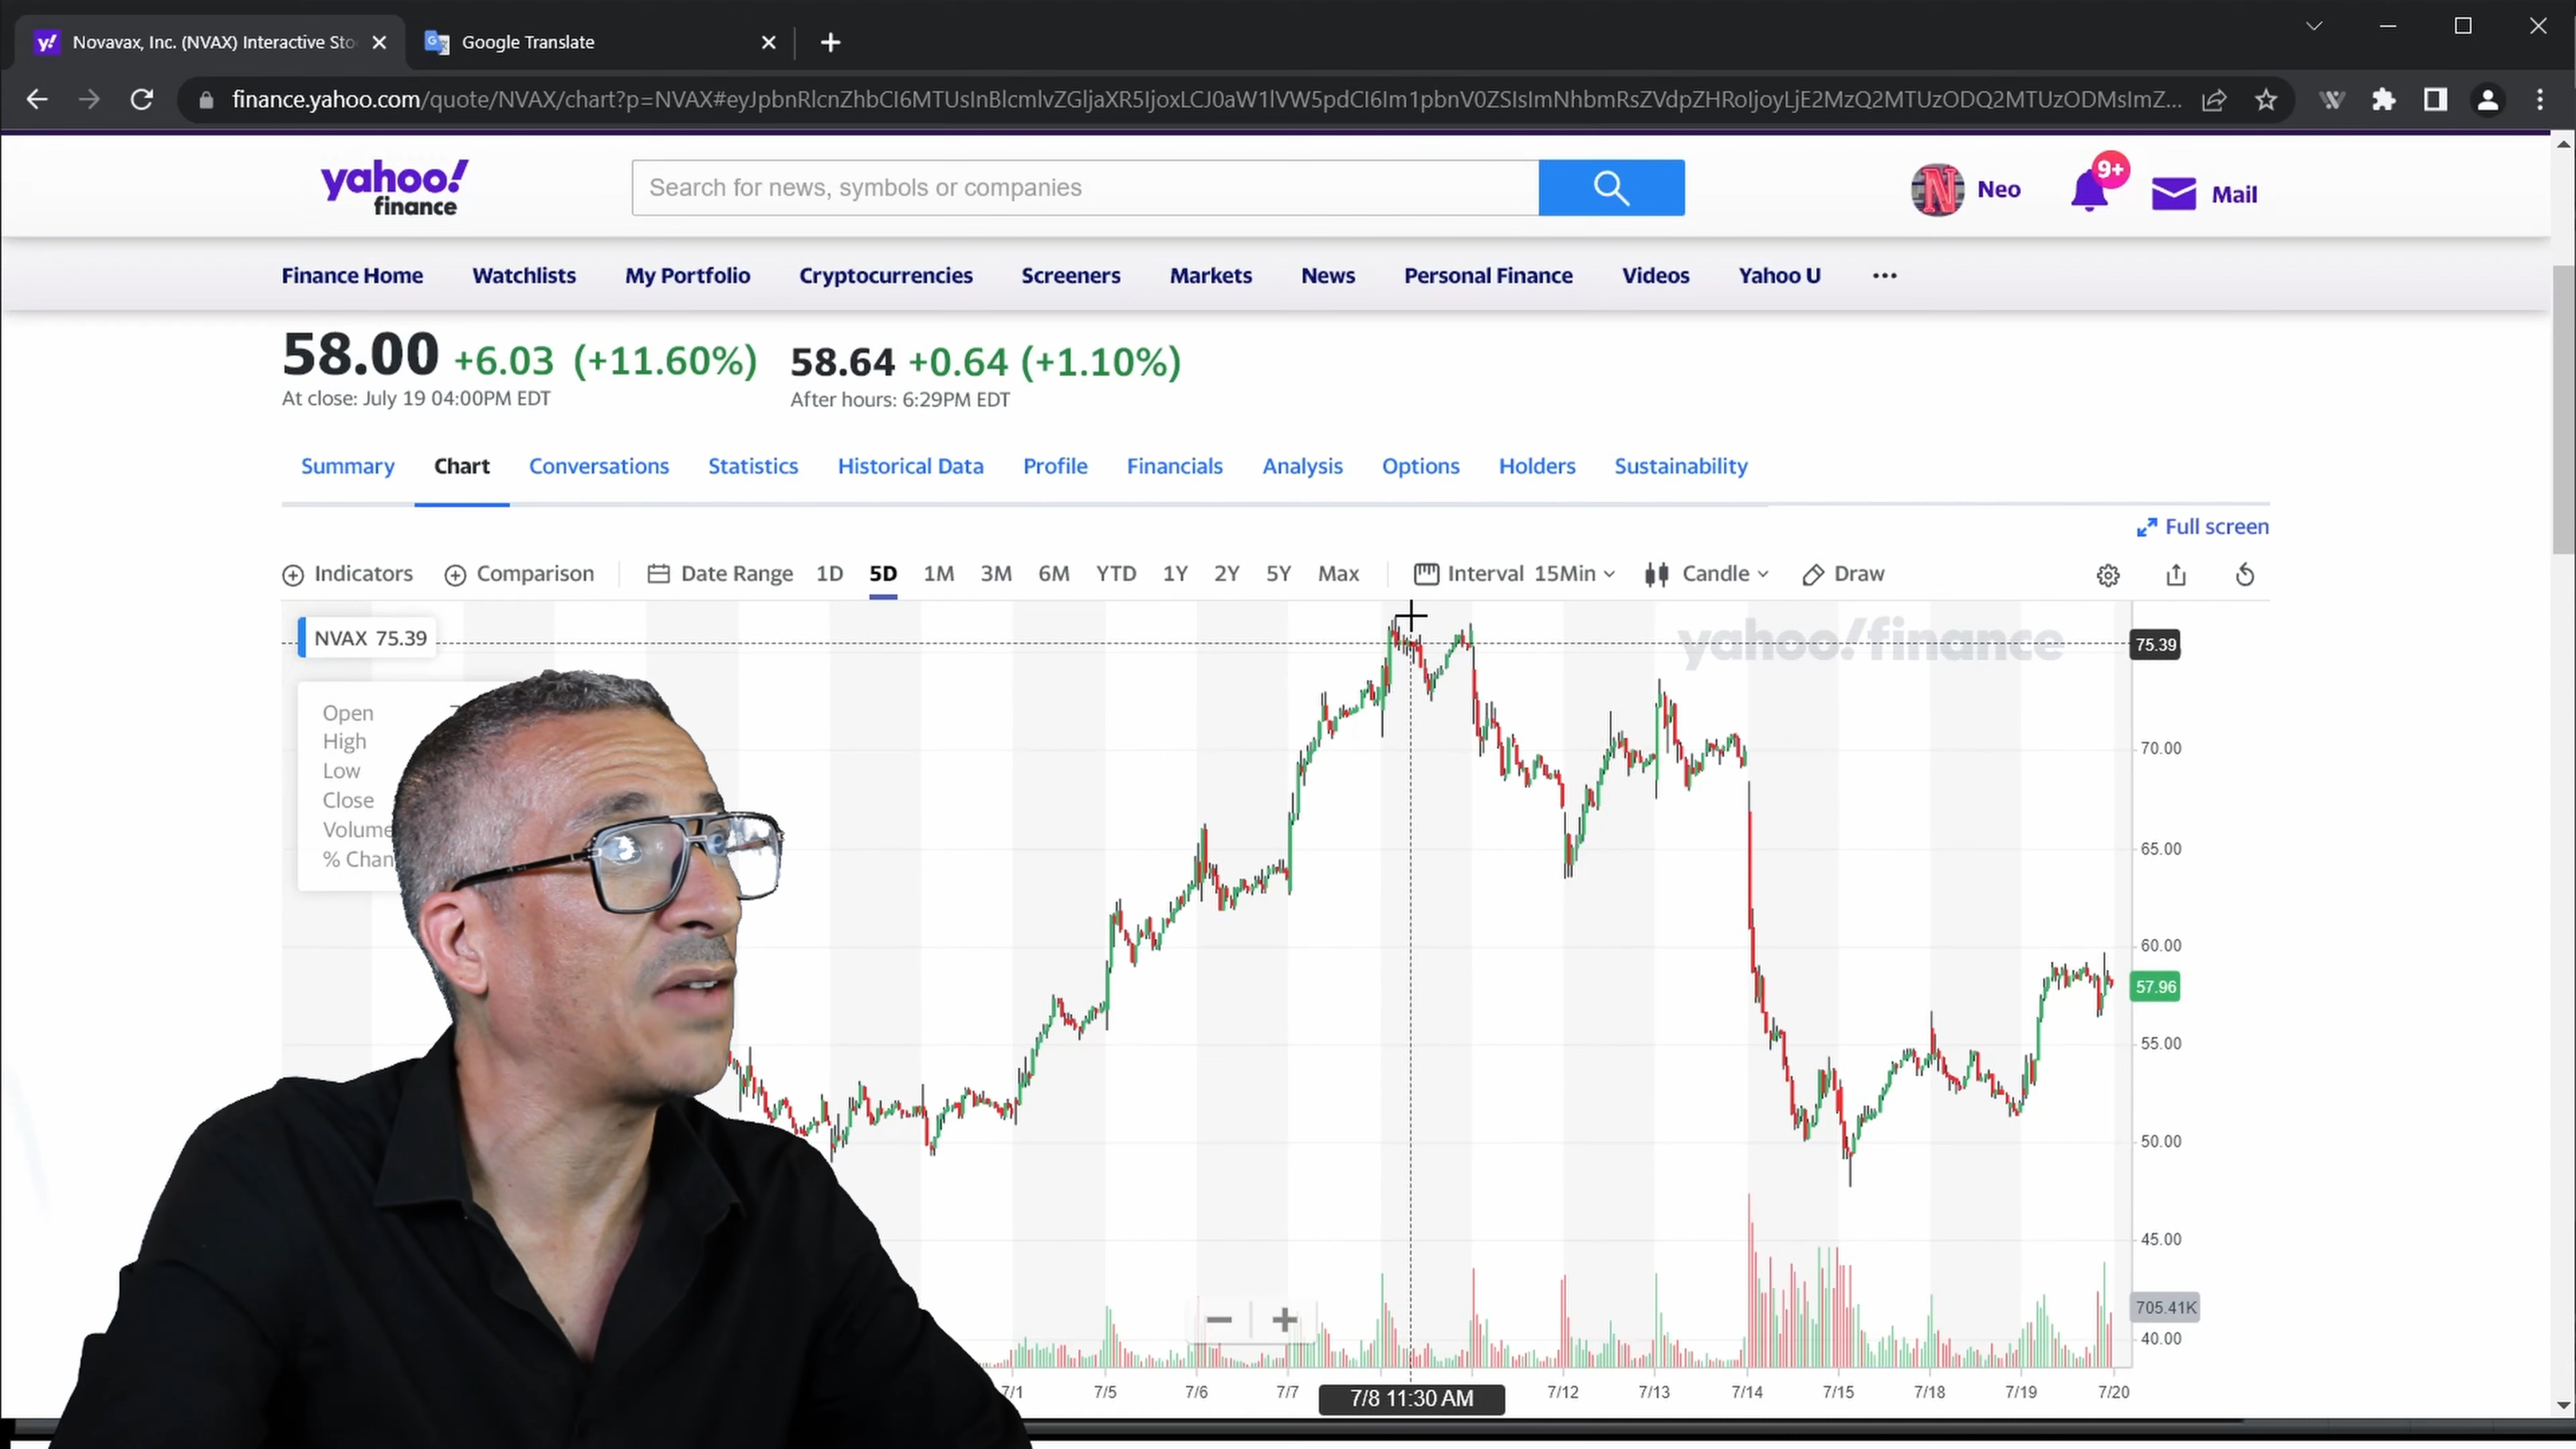 Novavax, Inc. (NVAX) Interactive Sto
Google Translate
finance.yahoo.com/quote/NVAX/chart?p=NVAX#
yahoo!
finance
Search for news, symbols or companies
Neo
9+
Mail
Finance Home Watchlists My Portfolio Cryptocurrencies Screeners Markets News Personal Finance Videos Yahoo U ...
58.00 +6.03 (+11.60%) 58.64 +0.64 (+1.10%)
At close: July 19 04:00PM EDT After hours: 6:29PM EDT
Summary Chart Conversations Statistics Historical Data Profile Financials Analysis Options Holders Sustainability
Full screen
Indicators Comparison Date Range 1D 5D 1M 3M 6M YTD 1Y 2Y 5Y Max Interval 15Min Candle Draw
NVAX 75.39
yahoo!finance
75.39
Open
High
Low
Close
Volume
% Chan
70.00
65.00
60.00
57.96
55.00
50.00
45.00
705.41K
40.00
7/1 7/5 7/6 7/7 7/8 11:30 AM 7/12 7/13 7/14 7/15 7/18 7/19 7/20